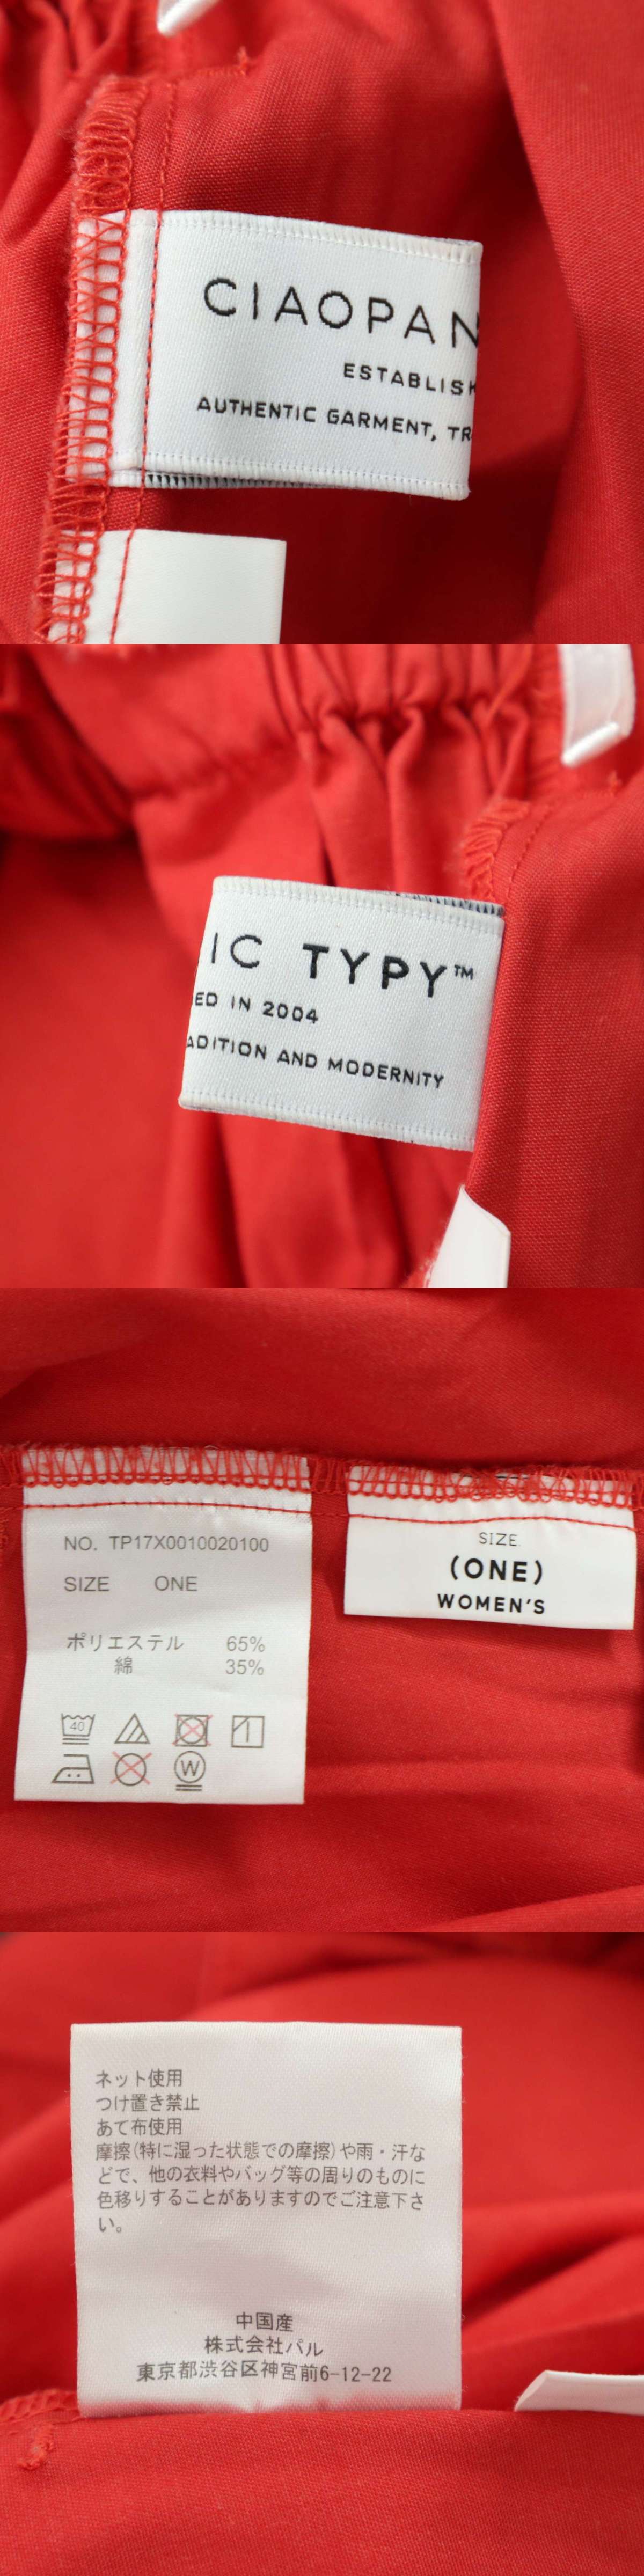 CIAOPAN
ESTABLISH
AUTHENTIC GARMENT, TR
IC TYPY™
ED IN 2004
ADITION AND MODERNITY
NO. TP17X0010020100
SIZE ONE
ポリエステル 65%
綿 35%
40
W
SIZE
(ONE)
WOMEN'S
ネット使用
つけ置き禁止
あて布使用
摩擦(特に湿った状態での摩擦)や雨・汗な
どで、他の衣料やバッグ等の周りのものに
色移りすることがありますのでご注意下さ
い。
中国産
株式会社パル
東京都渋谷区神宮前6-12-22